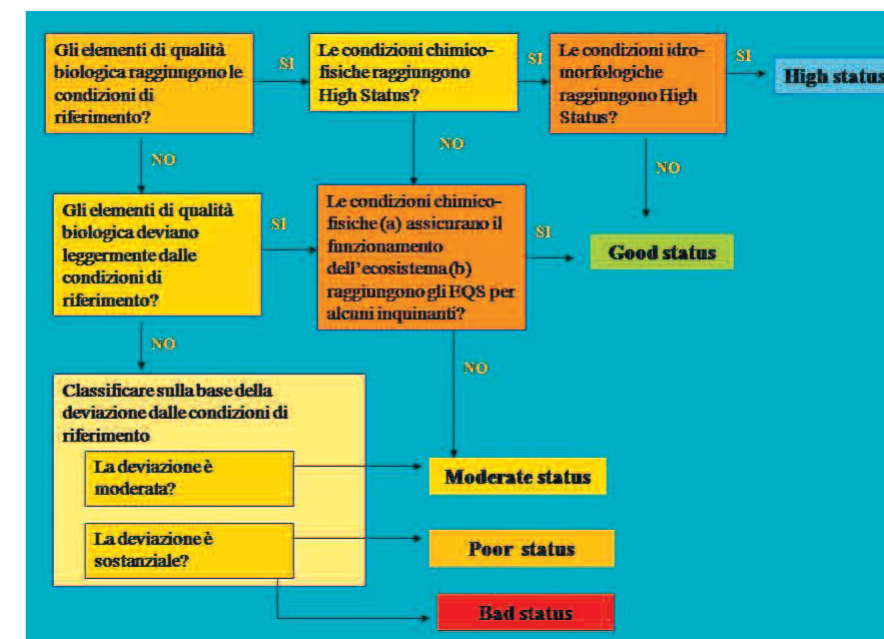 Gli elementi di qualità
biologica raggiungono le
condizioni di
riferimento?
SI
Le condizioni chimico-
fisiche raggiungono
High Status?
SI
Le condizioni idro-
morfologiche
raggiungono High
Status?
SI
High status
NO
NO
NO
Gli elementi di qualità
biologica deviano
leggermente dalle
condizioni di
riferimento?
SI
Le condizioni chimico-
fisiche (a) assicurano il
funzionamento
dell'ecosistema (b)
raggiungono gli EQS per
alcuni inquinanti?
SI
Good status
NO
NO
Classificare sulla base della
deviazione dalle condizioni di
riferimento
La deviazione è
moderata?
Moderate status
La deviazione è
sostanziale?
Poor status
Bad status